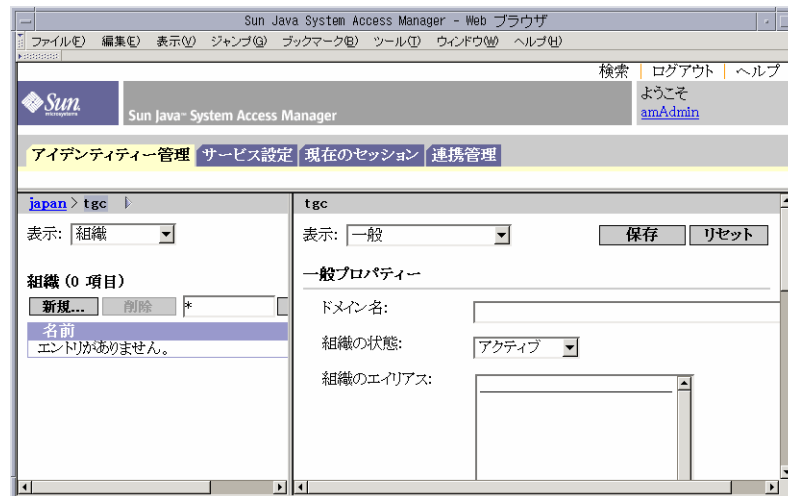 Sun Java System Access Manager - Web ブラウザ
ファイル(F) 編集(E) 表示(V) ジャンプ(G) ブックマーク(B) ツール(T) ウィンドウ(W) ヘルプ(H)
検索 | ログアウト | ヘルプ
Sun microsystems
Sun Java™ System Access Manager
ようこそ
amAdmin
アイデンティティー管理 サービス設定 現在のセッション 連携管理
japan > tgc
tgc
表示: 組織
表示: 一般 保存 リセット
組織 (0 項目)
一般プロパティー
新規... 削除 *
ドメイン名:
名前
エントリがありません。
組織の状態: アクティブ
組織のエイリアス: